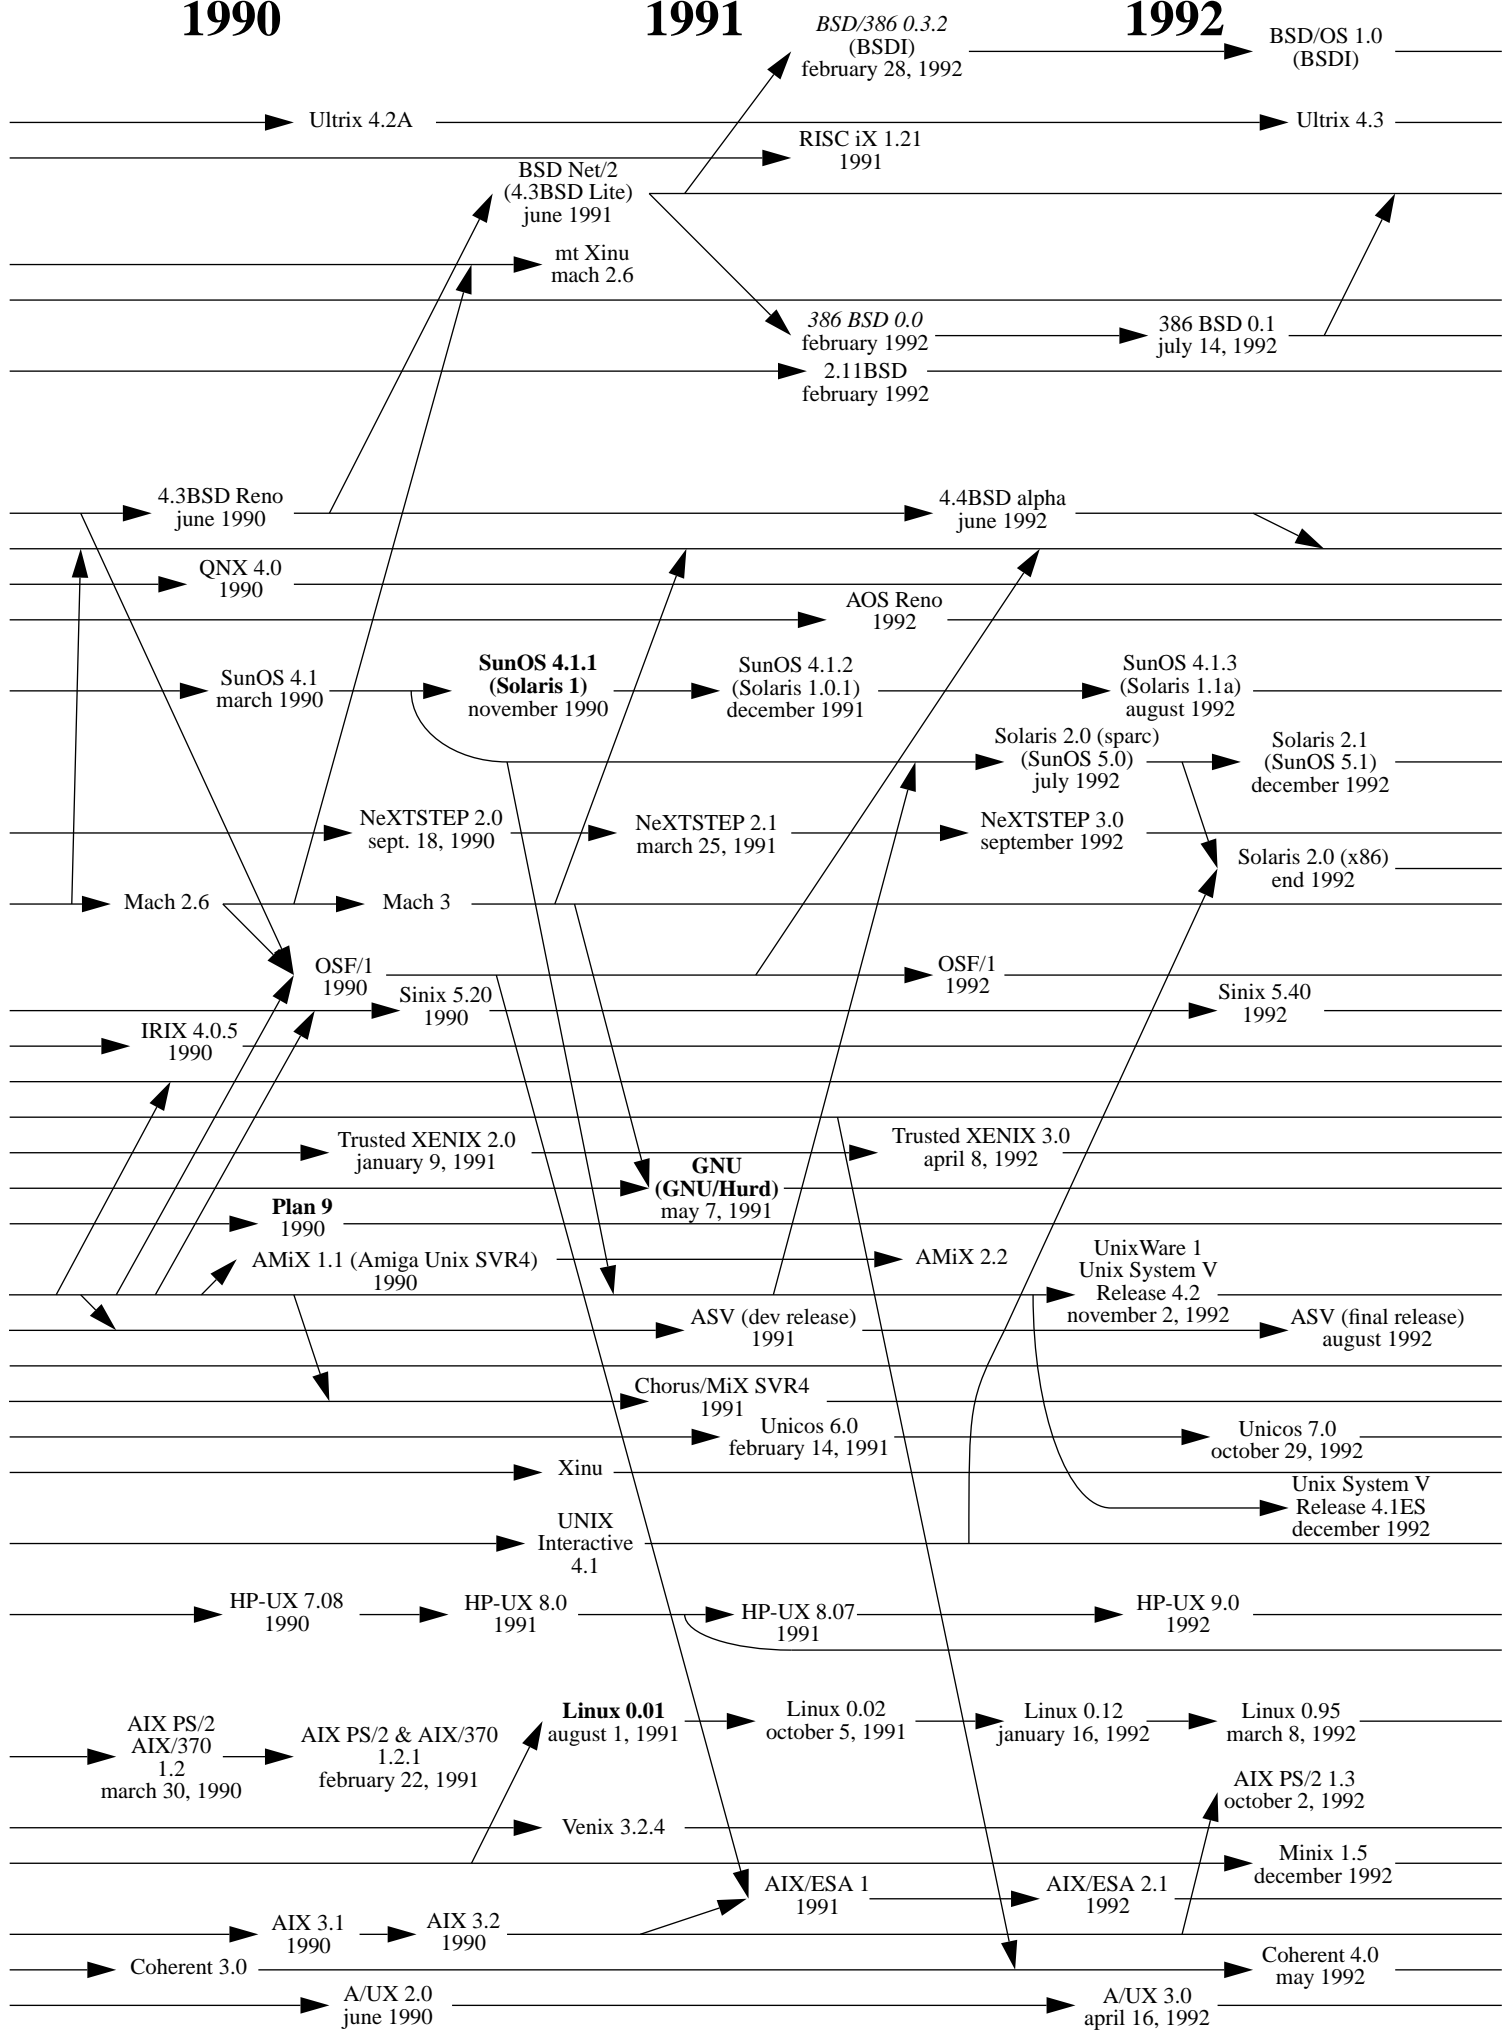 1990
1991
1992
BSD/386 0.3.2
(BSDI)
february 28, 1992
BSD/OS 1.0
(BSDI)
Ultrix 4.2A
Ultrix 4.3
RISC iX 1.21
1991
BSD Net/2
(4.3BSD Lite)
june 1991
mt Xinu
mach 2.6
386 BSD 0.0
february 1992
386 BSD 0.1
july 14, 1992
2.11BSD
february 1992
4.3BSD Reno
june 1990
4.4BSD alpha
june 1992
QNX 4.0
1990
AOS Reno
1992
SunOS 4.1
march 1990
SunOS 4.1.1
(Solaris 1)
november 1990
SunOS 4.1.2
(Solaris 1.0.1)
december 1991
SunOS 4.1.3
(Solaris 1.1a)
august 1992
Solaris 2.0 (sparc)
(SunOS 5.0)
july 1992
Solaris 2.1
(SunOS 5.1)
december 1992
NeXTSTEP 2.0
sept. 18, 1990
NeXTSTEP 2.1
march 25, 1991
NeXTSTEP 3.0
september 1992
Solaris 2.0 (x86)
end 1992
Mach 2.6
Mach 3
OSF/1
1990
OSF/1
1992
Sinix 5.20
1990
Sinix 5.40
1992
IRIX 4.0.5
1990
Trusted XENIX 2.0
january 9, 1991
Trusted XENIX 3.0
april 8, 1992
GNU
(GNU/Hurd)
may 7, 1991
Plan 9
1990
AMiX 1.1 (Amiga Unix SVR4)
1990
AMiX 2.2
UnixWare 1
Unix System V
Release 4.2
november 2, 1992
ASV (dev release)
1991
ASV (final release)
august 1992
Chorus/MiX SVR4
1991
Unicos 6.0
february 14, 1991
Unicos 7.0
october 29, 1992
Xinu
Unix System V
Release 4.1ES
december 1992
UNIX
Interactive
4.1
HP-UX 7.08
1990
HP-UX 8.0
1991
HP-UX 8.07
1991
HP-UX 9.0
1992
Linux 0.01
august 1, 1991
Linux 0.02
october 5, 1991
Linux 0.12
january 16, 1992
Linux 0.95
march 8, 1992
AIX PS/2
AIX/370
1.2
march 30, 1990
AIX PS/2 & AIX/370
1.2.1
february 22, 1991
AIX PS/2 1.3
october 2, 1992
Venix 3.2.4
Minix 1.5
december 1992
AIX/ESA 1
1991
AIX/ESA 2.1
1992
AIX 3.1
1990
AIX 3.2
1990
Coherent 3.0
Coherent 4.0
may 1992
A/UX 2.0
june 1990
A/UX 3.0
april 16, 1992